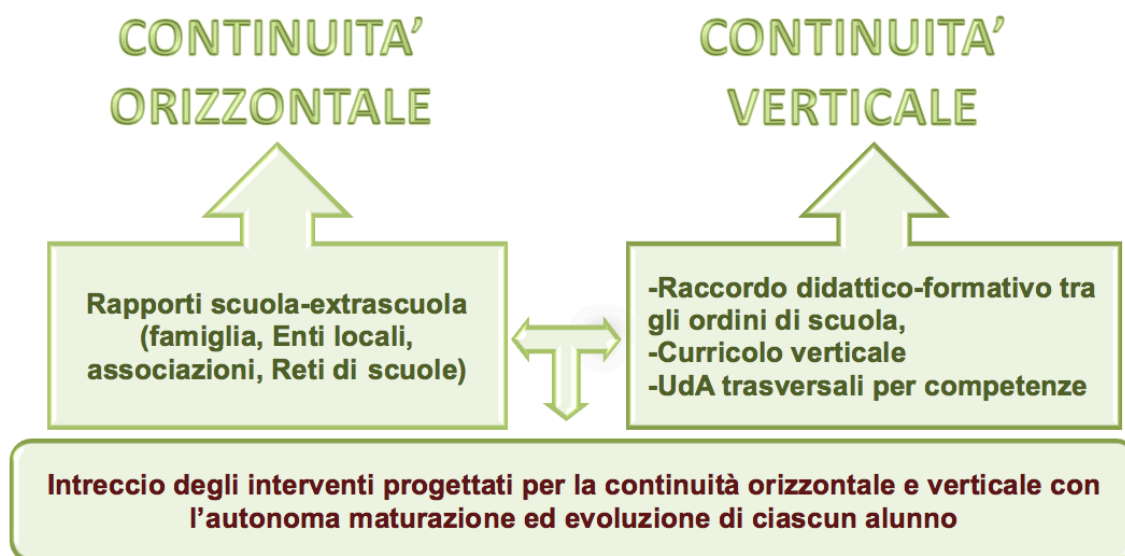 CONTINUITA’
ORIZZONTALE
CONTINUITA’
VERTICALE
Rapporti scuola-extrascuola
(famiglia, Enti locali,
associazioni, Reti di scuole)
-Raccordo didattico-formativo tra
gli ordini di scuola,
-Curricolo verticale
-UdA trasversali per competenze
Intreccio degli interventi progettati per la continuità orizzontale e verticale con
l’autonoma maturazione ed evoluzione di ciascun alunno